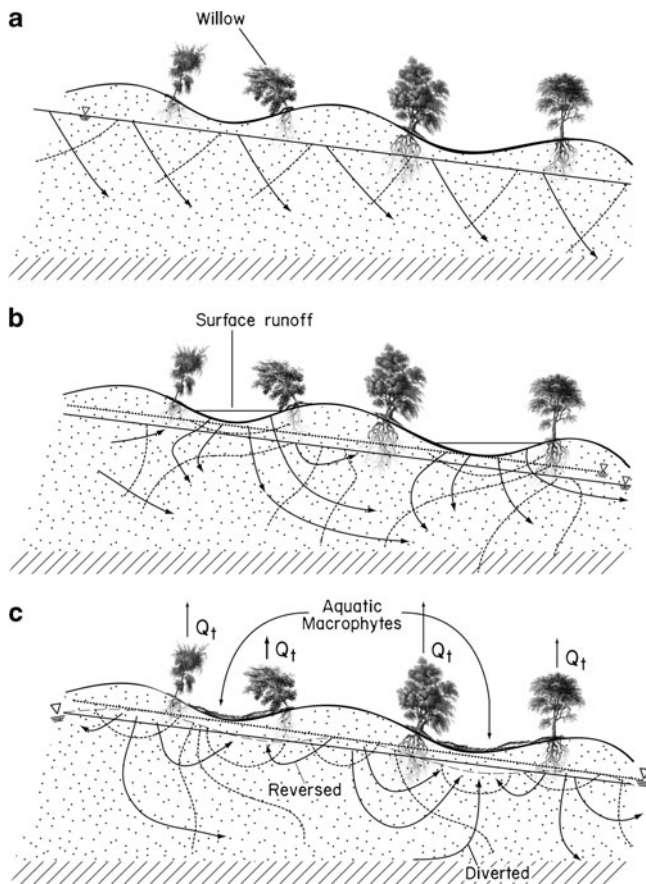 a
Willow
b
Surface runoff
c
Aquatic
Macrophytes
Qt
Qt
Qt
Qt
Reversed
Diverted